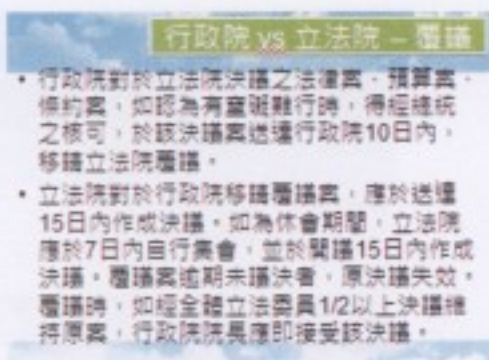 行政院 vs 立法院 – 覆議
• 行政院對於立法院決議之法律案、預算案、
條約案，如認為有窒礙難行時，得經總統
之核可，於該決議案送達行政院10日內，
移請立法院覆議。
• 立法院對於行政院移請覆議案，應於送達
15日內作成決議。如為休會期間，立法院
應於7日內自行集會，並於開議15日內作成
決議。覆議案逾期未議決者，原決議失效。
覆議時，如經全體立法委員1/2以上決議維
持原案，行政院院長應即接受該決議。